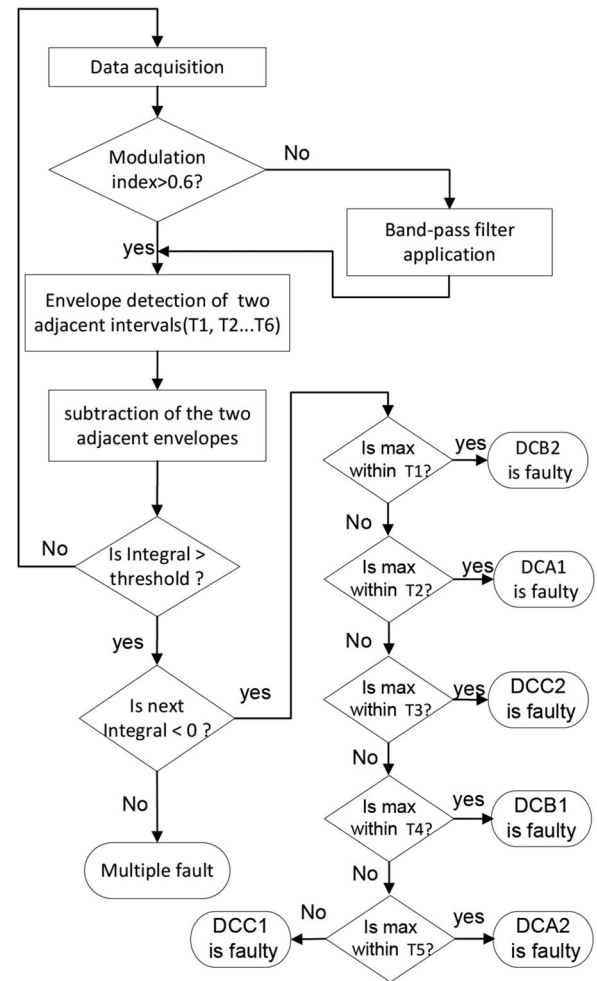 Data acquisition
Modulation
index>0.6?
No
Band-pass filter
application
yes
Envelope detection of two
adjacent intervals(T1, T2...T6)
subtraction of the two
adjacent envelopes
Is Integral >
threshold ?
No
yes
Is next
Integral < 0 ?
yes
No
Multiple fault
Is max
within T1?
yes
DCB2
is faulty
No
Is max
within T2?
yes
DCA1
is faulty
No
Is max
within T3?
yes
DCC2
is faulty
No
Is max
within T4?
yes
DCB1
is faulty
No
Is max
within T5?
yes
DCA2
is faulty
No
DCC1
is faulty